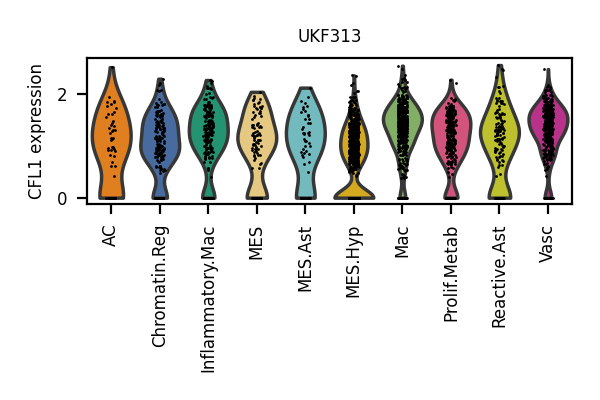 UKF313
CFL1 expression
2
0
AC
Chromatin.Reg
Inflammatory.Mac
MES
MES.Ast
MES.Hyp
Mac
Prolif.Metab
Reactive.Ast
Vasc